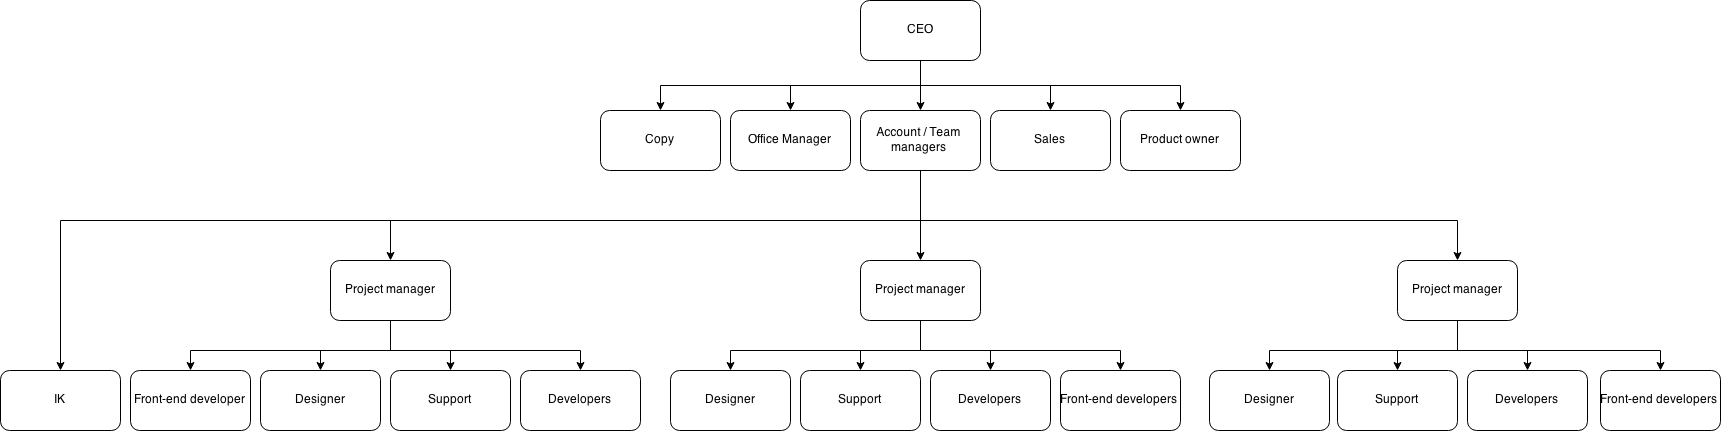 CEO
Copy
Office Manager
Account / Team
managers
Sales
Product owner
Project manager
Project manager
Project manager
IK
Front-end developer
Designer
Support
Developers
Designer
Support
Developers
Front-end developers
Designer
Support
Developers
Front-end developers